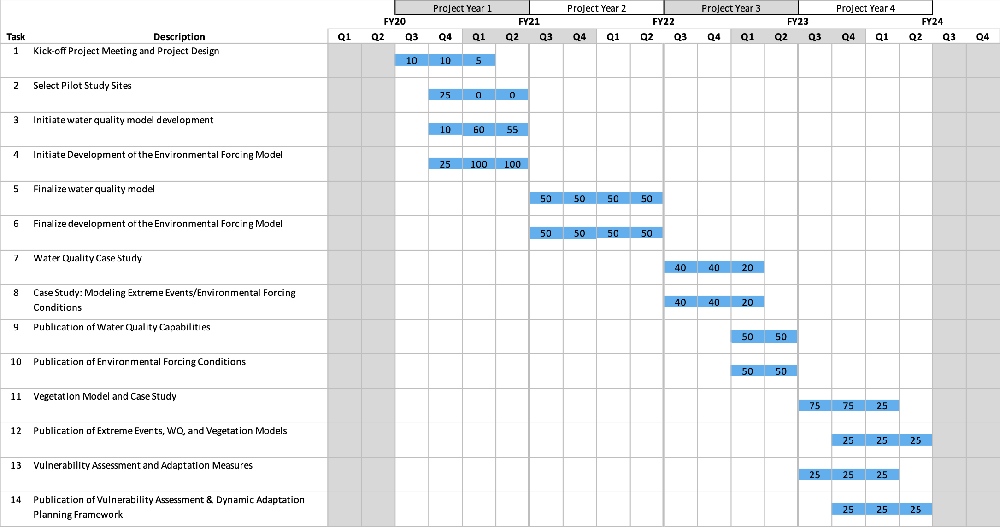 Project Year 1 Project Year 2 Project Year 3 Project Year 4
FY20 FY21 FY22 FY23 FY24
Task Description Q1 Q2 Q3 Q4 Q1 Q2 Q3 Q4 Q1 Q2 Q3 Q4 Q1 Q2 Q3 Q4 Q1 Q2 Q3 Q4
1 Kick-off Project Meeting and Project Design
10 10 5
2 Select Pilot Study Sites
25 0 0
3 Initiate water quality model development
10 60 55
4 Initiate Development of the Environmental Forcing Model
25 100 100
5 Finalize water quality model
50 50 50 50
6 Finalize development of the Environmental Forcing Model
50 50 50 50
7 Water Quality Case Study
40 40 20
8 Case Study: Modeling Extreme Events/Environmental Forcing
Conditions
40 40 20
9 Publication of Water Quality Capabilities
50 50
10 Publication of Environmental Forcing Conditions
50 50
11 Vegetation Model and Case Study
75 75 25
12 Publication of Extreme Events, WQ, and Vegetation Models
25 25 25
13 Vulnerability Assessment and Adaptation Measures
25 25 25
14 Publication of Vulnerability Assessment & Dynamic Adaptation
Planning Framework
25 25 25